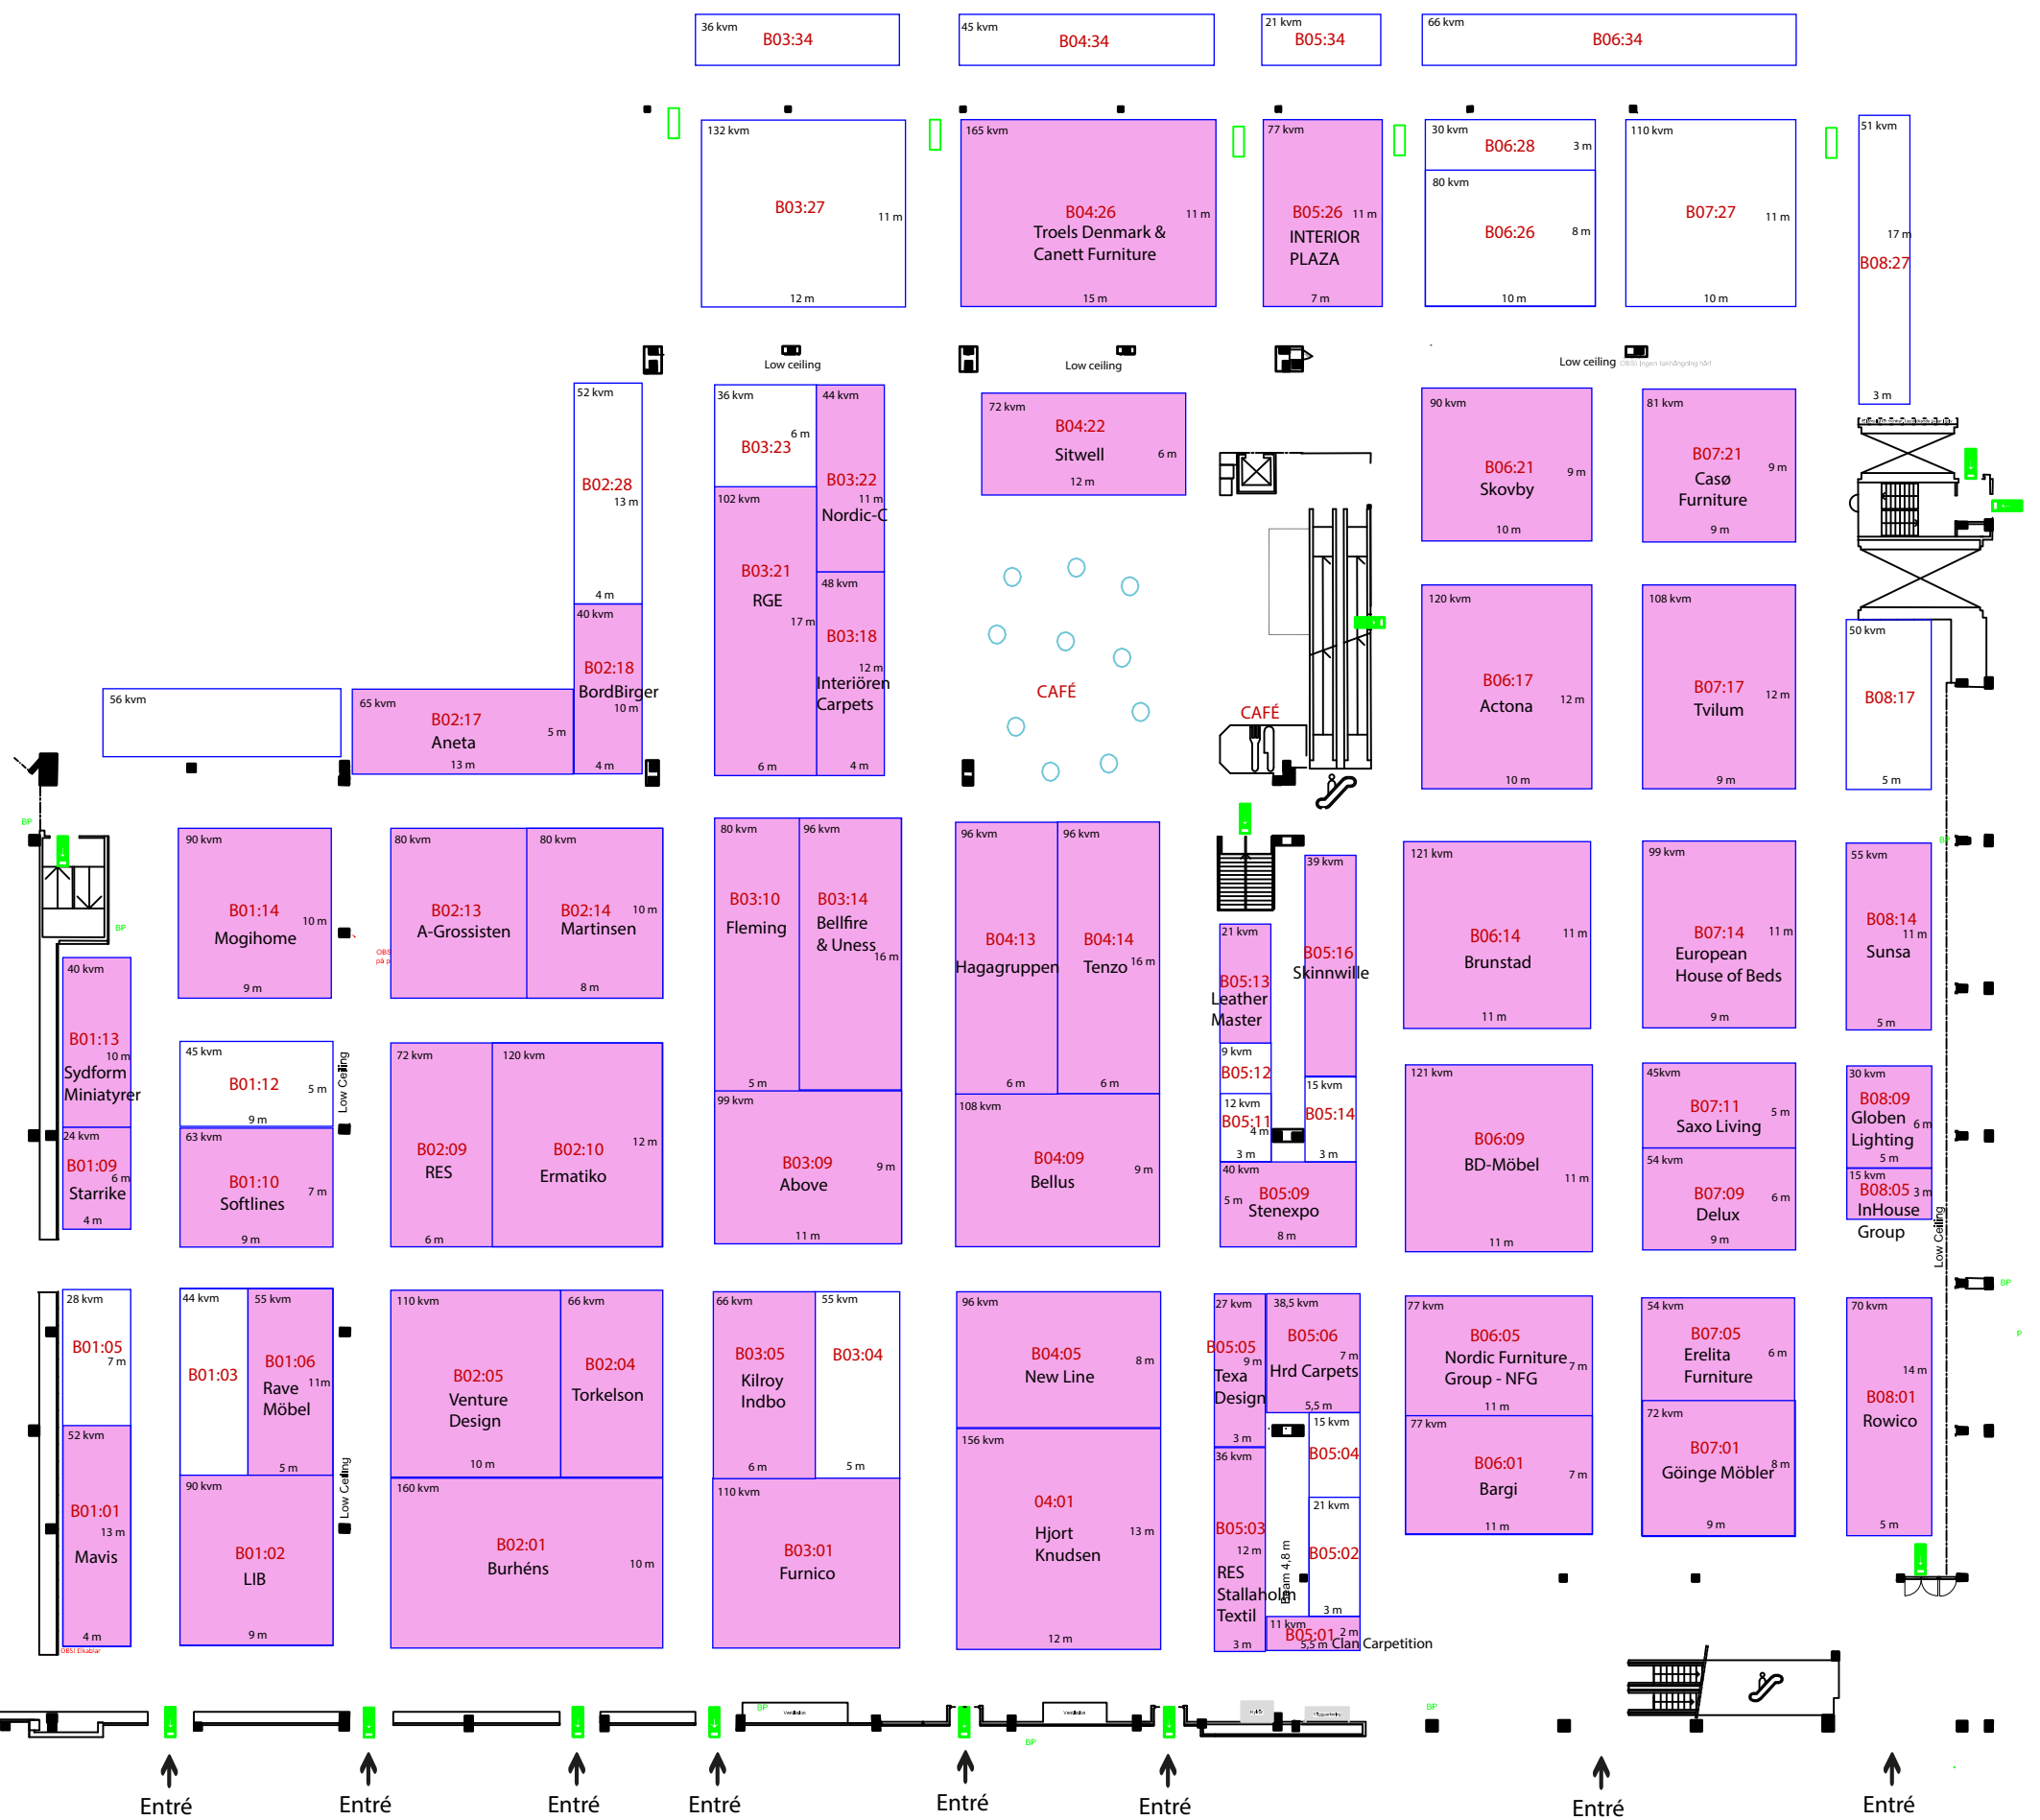 36 kvm
B03:34
45 kvm
B04:34
21 kvm
B05:34
66 kvm
B06:34
132 kvm
B03:27
11 m
12 m
165 kvm
B04:26
11 m
Troels Denmark &
Canett Furniture
15 m
77 kvm
B05:26
11 m
INTERIOR
PLAZA
7 m
30 kvm
B06:28
3 m
80 kvm
B06:26
8 m
10 m
110 kvm
B07:27
11 m
10 m
51 kvm
17 m
B08:27
3 m
Low ceiling
Low ceiling
Low ceiling
OBS! Ingen takhängning här!
52 kvm
B02:28
13 m
4 m
36 kvm
6 m
B03:23
44 kvm
B03:22
11 m
Nordic-C
102 kvm
B03:21
RGE
17 m
6 m
48 kvm
B03:18
12 m
Interiören
Carpets
4 m
72 kvm
B04:22
Sitwell
6 m
12 m
90 kvm
B06:21
Skovby
9 m
10 m
81 kvm
B07:21
Casø
Furniture
9 m
9 m
40 kvm
B02:18
BordBirger
10 m
4 m
56 kvm
65 kvm
B02:17
Aneta
5 m
13 m
CAFÉ
CAFÉ
120 kvm
B06:17
Actona
12 m
10 m
108 kvm
B07:17
Tvilum
12 m
9 m
50 kvm
B08:17
5 m
BP
BP
90 kvm
B01:14
Mogihome
10 m
9 m
80 kvm
B02:13
A-Grossisten
OBS
på p
80 kvm
B02:14
Martinsen
10 m
8 m
80 kvm
B03:10
Fleming
5 m
96 kvm
B03:14
Bellfire
& Uness
16 m
96 kvm
B04:13
Hagagruppen
6 m
96 kvm
B04:14
Tenzo
16 m
6 m
39 kvm
B05:16
Skinnwille
21 kvm
B05:13
Leather
Master
9 kvm
B05:12
12 kvm
B05:11
4 m
3 m
15 kvm
B05:14
3 m
40 kvm
B05:09
5 m
Stenexpo
8 m
121 kvm
B06:14
Brunstad
11 m
11 m
99 kvm
B07:14
European
House of Beds
11 m
9 m
55 kvm
B08:14
11 m
Sunsa
5 m
BP
40 kvm
B01:13
10 m
Sydform
Miniatyrer
24 kvm
B01:09
6 m
Starrike
4 m
45 kvm
B01:12
5 m
9 m
63 kvm
B01:10
Softlines
7 m
9 m
Low Ceiling
72 kvm
B02:09
RES
6 m
120 kvm
B02:10
Ermatiko
12 m
99 kvm
B03:09
Above
9 m
11 m
108 kvm
B04:09
Bellus
9 m
121 kvm
B06:09
BD-Möbel
11 m
11 m
45kvm
B07:11
Saxo Living
5 m
54 kvm
B07:09
Delux
6 m
9 m
30 kvm
B08:09
Globen
Lighting
6 m
5 m
15 kvm
B08:05
3 m
InHouse
Group
Low Ceiling
BP
P
28 kvm
B01:05
7 m
52 kvm
B01:01
13 m
Mavis
4 m
OBS! Elkablar
44 kvm
B01:03
55 kvm
B01:06
Rave
Möbel
11m
5 m
90 kvm
B01:02
LIB
9 m
Low Ceiling
110 kvm
B02:05
Venture
Design
10 m
66 kvm
B02:04
Torkelson
160 kvm
B02:01
Burhéns
10 m
66 kvm
B03:05
Kilroy
Indbo
6 m
55 kvm
B03:04
5 m
110 kvm
B03:01
Furnico
96 kvm
B04:05
New Line
8 m
156 kvm
04:01
Hjort
Knudsen
13 m
12 m
27 kvm
B05:05
9 m
Texa
Design
3 m
38,5 kvm
B05:06
7 m
Hrd Carpets
5,5 m
15 kvm
B05:04
36 kvm
B05:03
12 m
RES
Stallaholm
Textil
3 m
Beam 4,8 m
21 kvm
B05:02
3 m
11 kvm
B05:01
2 m
5,5 m
Clan Carpetition
77 kvm
B06:05
Nordic Furniture
Group - NFG
7 m
11 m
77 kvm
B06:01
Bargi
7 m
11 m
54 kvm
B07:05
Erelita
Furniture
6 m
72 kvm
B07:01
Göinge Möbler
8 m
9 m
70 kvm
14 m
B08:01
Rowico
5 m
BP
Ventilation
BP
Ventilation
BP
Entré
Entré
Entré
Entré
Entré
Entré
Entré
Entré